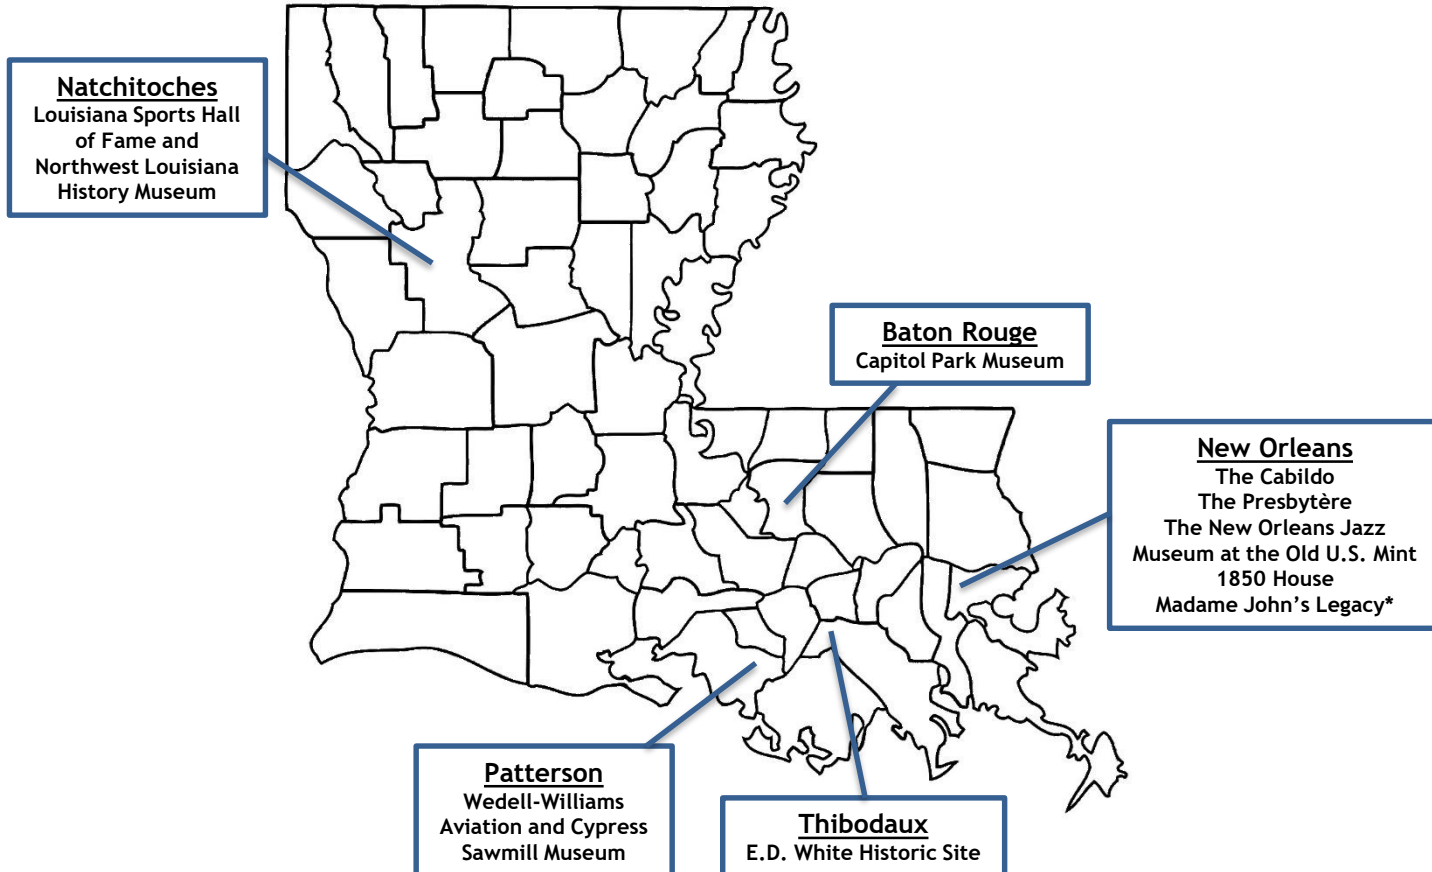 Natchitoches
Louisiana Sports Hall
of Fame and
Northwest Louisiana
History Museum
Baton Rouge
Capitol Park Museum
New Orleans
The Cabildo
The Presbytère
The New Orleans Jazz
Museum at the Old U.S. Mint
1850 House
Madame John’s Legacy*
Patterson
Wedell-Williams
Aviation and Cypress
Sawmill Museum
Thibodaux
E.D. White Historic Site